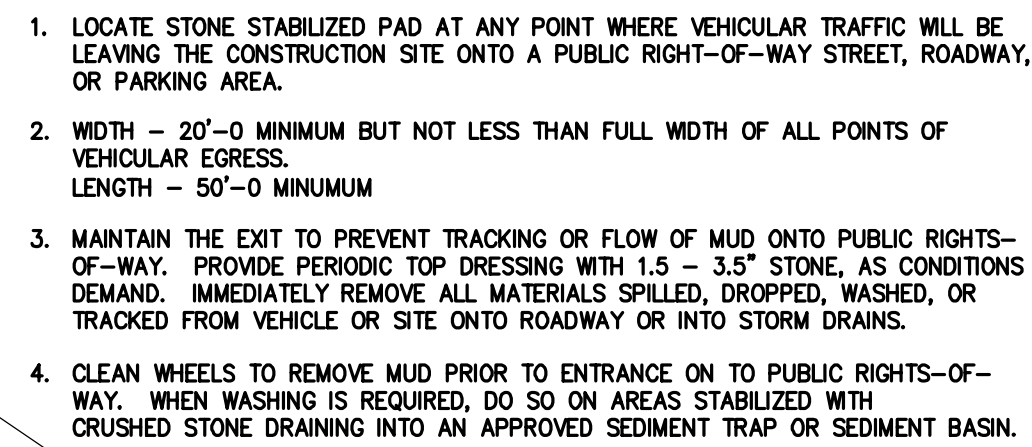 1. LOCATE STONE STABILIZED PAD AT ANY POINT WHERE VEHICULAR TRAFFIC WILL BE
LEAVING THE CONSTRUCTION SITE ONTO A PUBLIC RIGHT-OF-WAY STREET, ROADWAY,
OR PARKING AREA.
2. WIDTH - 20'-0 MINIMUM BUT NOT LESS THAN FULL WIDTH OF ALL POINTS OF
VEHICULAR EGRESS.
LENGTH - 50'-0 MINUMUM
3. MAINTAIN THE EXIT TO PREVENT TRACKING OR FLOW OF MUD ONTO PUBLIC RIGHTS-
OF-WAY. PROVIDE PERIODIC TOP DRESSING WITH 1.5 - 3.5" STONE, AS CONDITIONS
DEMAND. IMMEDIATELY REMOVE ALL MATERIALS SPILLED, DROPPED, WASHED, OR
TRACKED FROM VEHICLE OR SITE ONTO ROADWAY OR INTO STORM DRAINS.
4. CLEAN WHEELS TO REMOVE MUD PRIOR TO ENTRANCE ON TO PUBLIC RIGHTS-OF-
WAY. WHEN WASHING IS REQUIRED, DO SO ON AREAS STABILIZED WITH
CRUSHED STONE DRAINING INTO AN APPROVED SEDIMENT TRAP OR SEDIMENT BASIN.